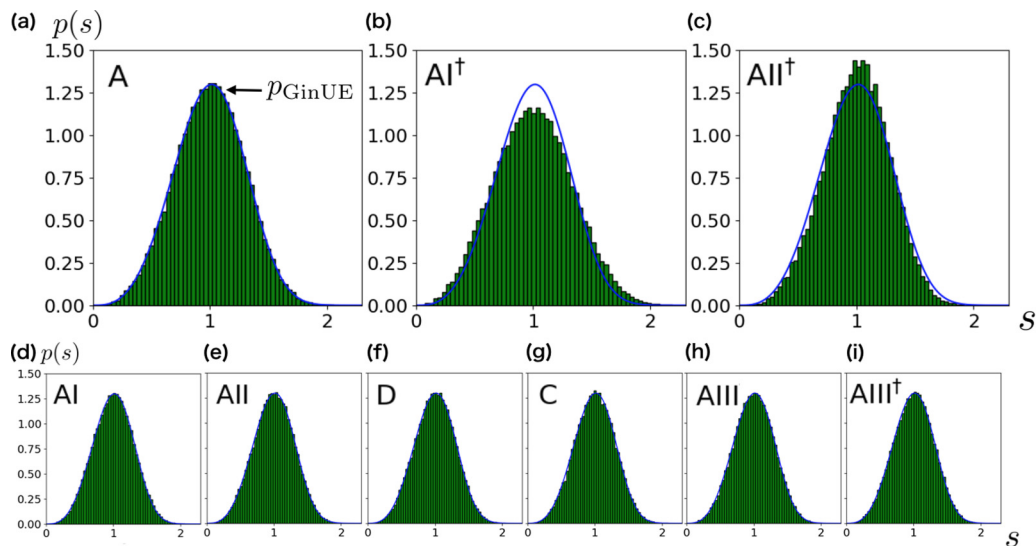 (a) p(s) (b) (c)
1.50 1.50 1.50
A AI† AII†
1.25 1.25 1.25
p_GinUE
1.00 1.00 1.00
0.75 0.75 0.75
0.50 0.50 0.50
0.25 0.25 0.25
0.00 0.00 0.00
0 1 2 0 1 2 0 1 2 s
(d) p(s) (e) (f) (g) (h) (i)
1.50
AI AII D C AIII AIII†
1.25
1.00
0.75
0.50
0.25
0.00
0 1 2 0 1 2 0 1 2 0 1 2 0 1 2 0 1 2 s